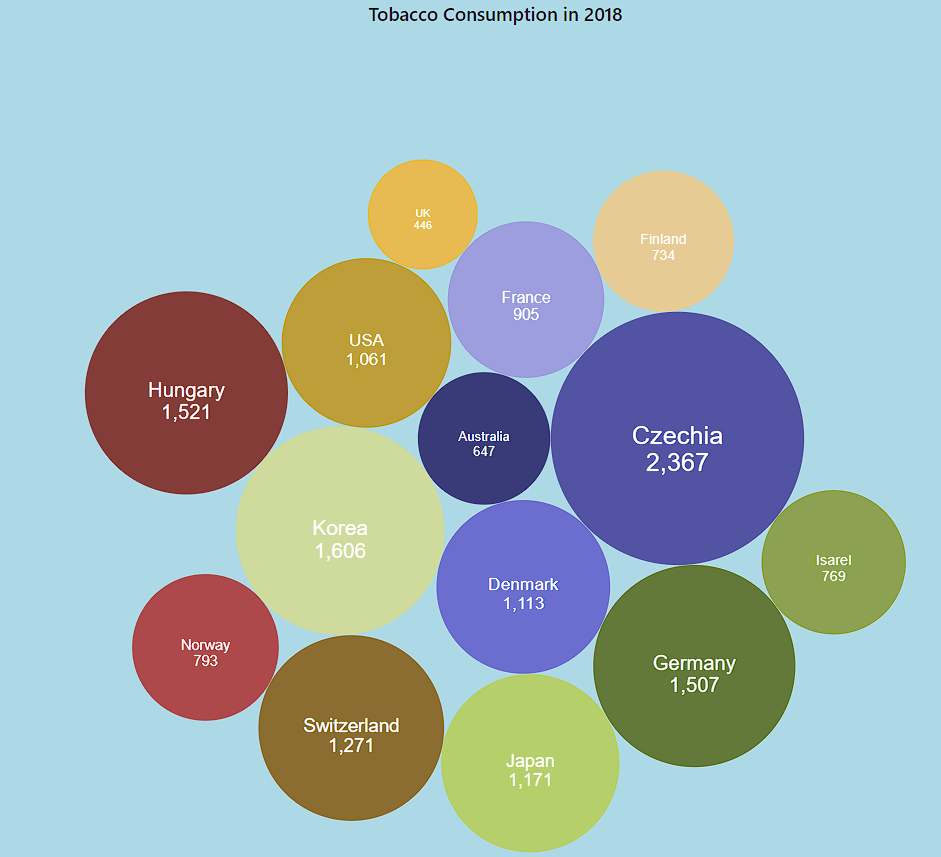 Tobacco Consumption in 2018
UK
446
Finland
734
France
905
USA
1,061
Hungary
1,521
Australia
647
Czechia
2,367
Korea
1,606
Isarel
769
Denmark
1,113
Norway
793
Germany
1,507
Switzerland
1,271
Japan
1,171